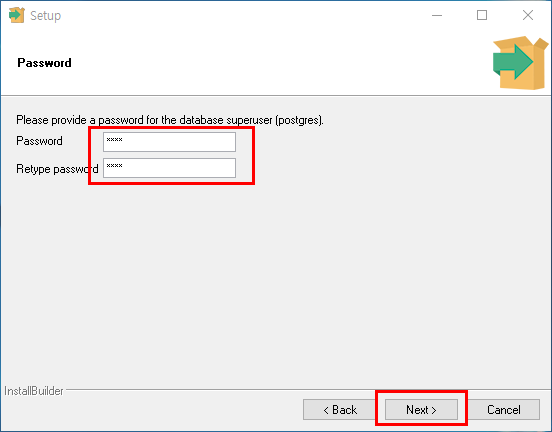 Setup
Password
Please provide a password for the database superuser (postgres).
Password ****
Retype password ****
InstallBuilder
< Back Next > Cancel